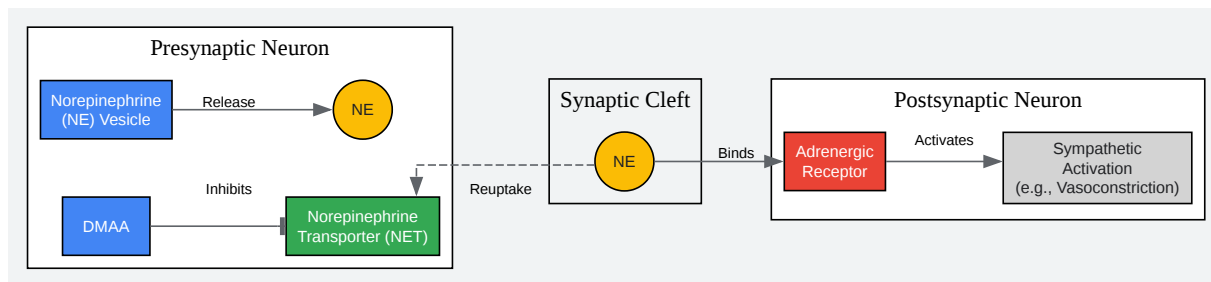 Presynaptic Neuron
Norepinephrine
(NE) Vesicle
Release
NE
DMAA
Inhibits
Norepinephrine
Transporter (NET)
Reuptake
Synaptic Cleft
NE
Binds
Postsynaptic Neuron
Adrenergic
Receptor
Activates
Sympathetic
Activation
(e.g., Vasoconstriction)